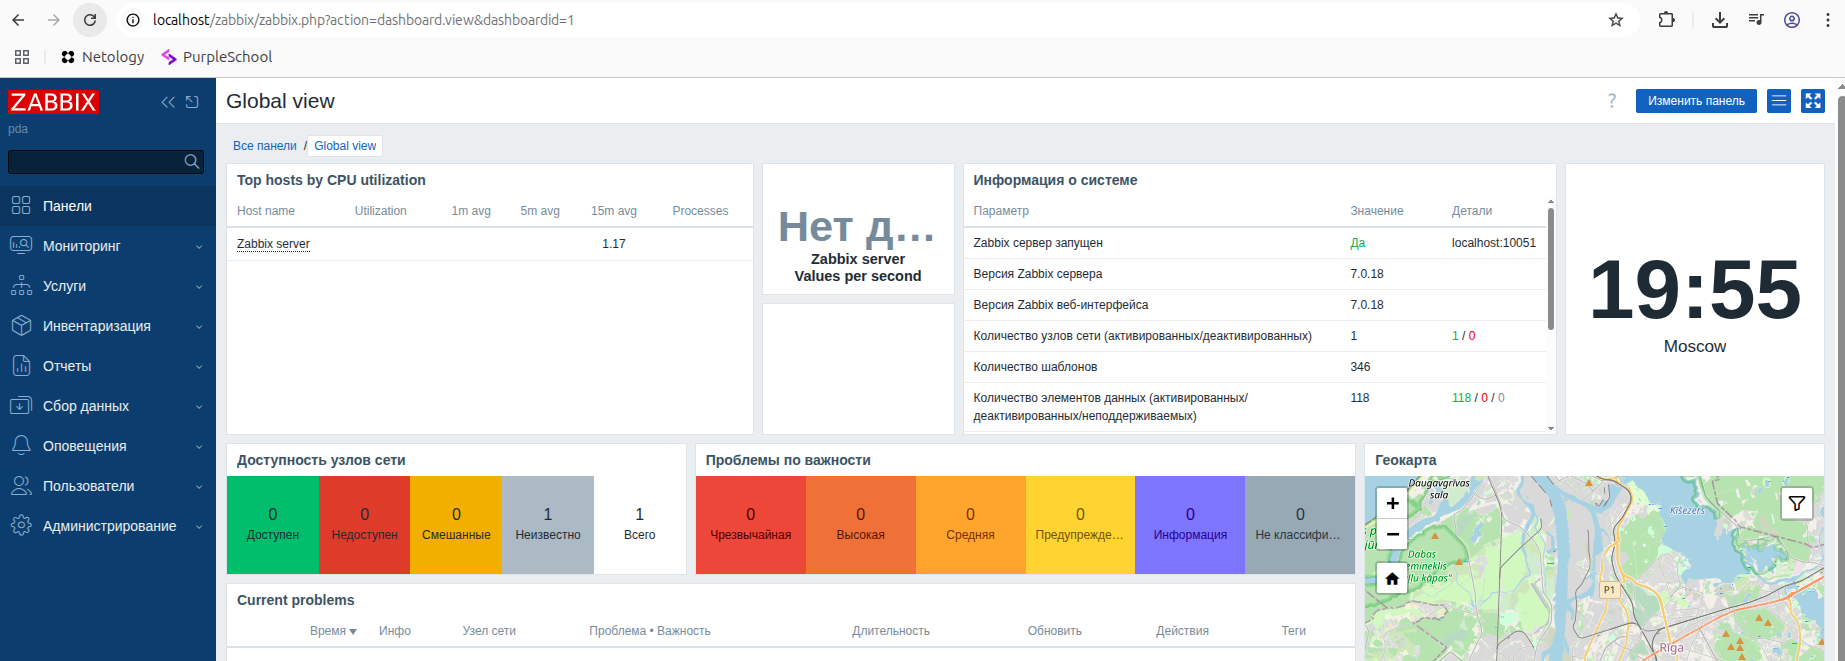 localhost/zabbix/zabbix.php?action=dashboard.view&dashboardid=1
Netology
PurpleSchool
ZABBIX
pda
Панели
Мониторинг
Услуги
Инвентаризация
Отчеты
Сбор данных
Оповещения
Пользователи
Администрирование
Global view
?
Изменить панель
Все панели / Global view
Top hosts by CPU utilization
Host name Utilization 1m avg 5m avg 15m avg Processes
Zabbix server 1.17
Нет д…
Zabbix server
Values per second
Информация о системе
Параметр Значение Детали
Zabbix сервер запущен Да localhost:10051
Версия Zabbix сервера 7.0.18
Версия Zabbix веб-интерфейса 7.0.18
Количество узлов сети (активированных/деактивированных) 1 1 / 0
Количество шаблонов 346
Количество элементов данных (активированных/ 118 118 / 0 / 0
деактивированных/неподдерживаемых)
19:55
Moscow
Доступность узлов сети
0 0 0 1 1
Доступен Недоступен Смешанные Неизвестно Всего
Проблемы по важности
0 0 0 0 0 0
Чрезвычайная Высокая Средняя Предупрежде… Информация Не классифи…
Геокарта
Daugavgrīvas
sala
Ķīšezers
+
−
Dabas
P1
Rīga
Current problems
Время Инфо Узел сети Проблема • Важность Длительность Обновить Действия Теги